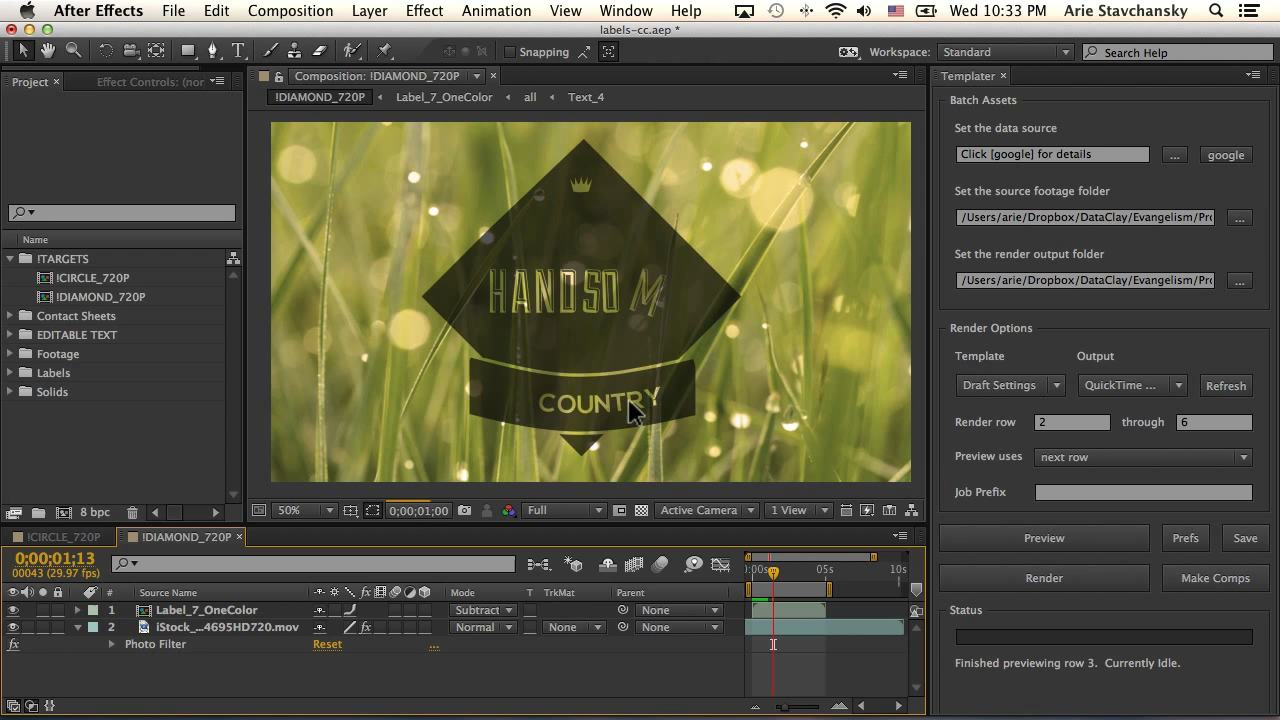 After Effects File Edit Composition Layer Effect Animation View Window Help Wed 10:33 PM Arie Stavchansky
labels-cc.aep *
Snapping Workspace: Standard Search Help
Project × Effect Controls: (nor Composition: !DIAMOND_720P × Templater ×
!DIAMOND_720P Label_7_OneColor all Text_4
Batch Assets
Set the data source
Click [google] for details ... google
Set the source footage folder
/Users/arie/Dropbox/DataClay/Evangelism/Pro ...
Set the render output folder
/Users/arie/Dropbox/DataClay/Evangelism/Pro ...
Name
!TARGETS
!CIRCLE_720P
!DIAMOND_720P
Contact Sheets
EDITABLE TEXT
Footage
Labels
Solids
HANDSO M
COUNTRY
Render Options
Template Output
Draft Settings QuickTime ... Refresh
Render row 2 through 6
Preview uses next row
Job Prefix
8 bpc 50% 0;00;01;00 Full Active Camera 1 View
Preview Prefs Save
Render Make Comps
Status
Finished previewing row 3. Currently Idle.
!CIRCLE_720P !DIAMOND_720P ×
0;00;01;13
00043 (29.97 fps)
):00s 05s 10s
# Source Name fx Mode T TrkMat Parent
1 Label_7_OneColor Subtract None
2 iStock_...4695HD720.mov fx Normal None None
fx Photo Filter Reset ...